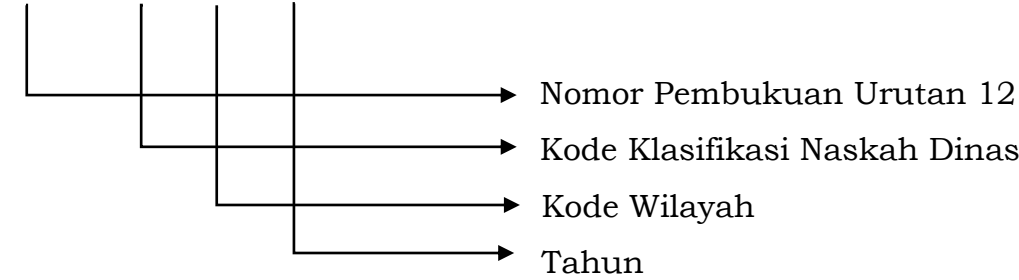 Nomor Pembukuan Urutan 12
Kode Klasifikasi Naskah Dinas
Kode Wilayah
Tahun